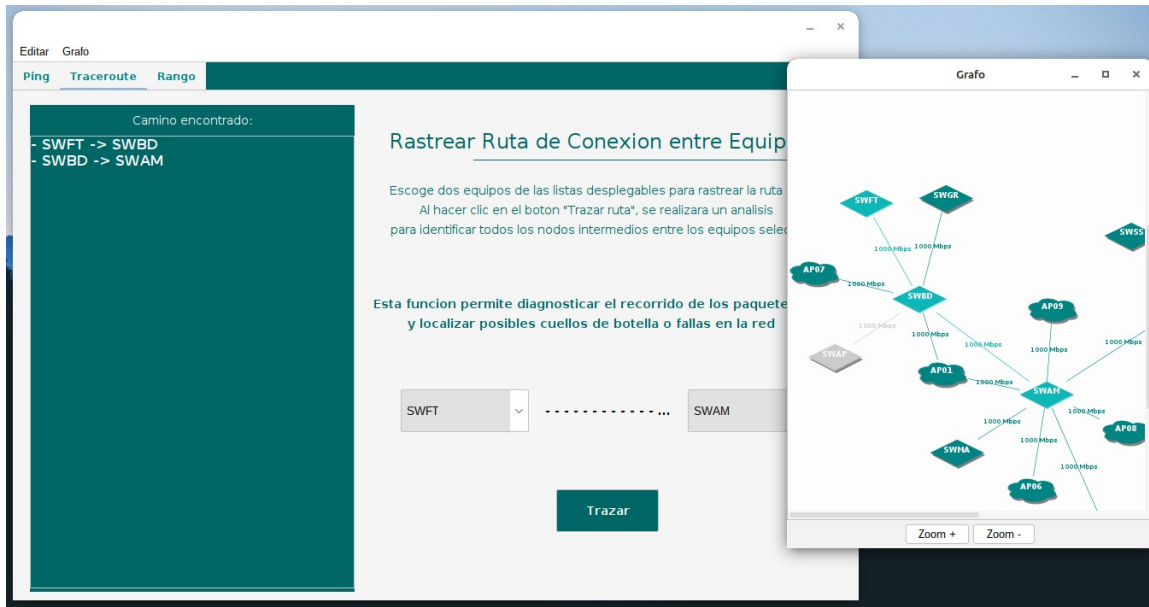 Editar Grafo
Ping Traceroute Rango
Camino encontrado:
- SWFT -> SWBD
- SWBD -> SWAM
Rastrear Ruta de Conexion entre Equip
Escoge dos equipos de las listas desplegables para rastrear la ruta
Al hacer clic en el boton "Trazar ruta", se realizara un analisis
para identificar todos los nodos intermedios entre los equipos selec
Esta funcion permite diagnosticar el recorrido de los paquete
y localizar posibles cuellos de botella o fallas en la red
SWFT - - - - - - - - - - - - ... SWAM
Trazar
Grafo
SWGR
SWFT
SWSS
1000 Mbps 1000 Mbps
AP07
1000 Mbps
SWBD
AP09
1000 Mbps
1000 Mbps
1000 Mbps
1000 Mbps
1000 Mbps
SWAP
AP01
1000 Mbps
SWAM
1000 Mbps
1000 Mbps
AP08
1000 Mbps
SWMA
1000 Mbps
AP06
Zoom + Zoom -